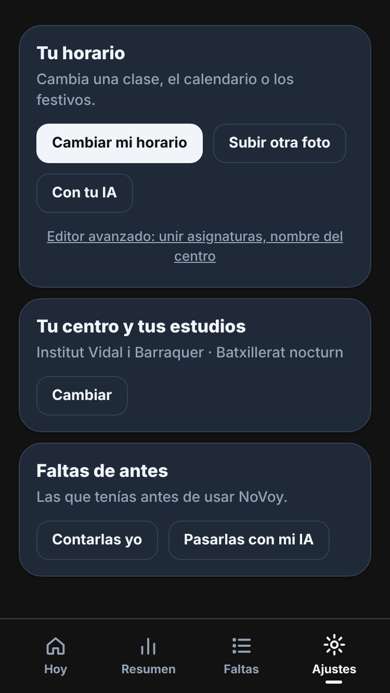 Tu horario
Cambia una clase, el calendario o los
festivos.
Cambiar mi horario
Subir otra foto
Con tu IA
Editor avanzado: unir asignaturas, nombre del
centro
Tu centro y tus estudios
Institut Vidal i Barraquer · Batxillerat nocturn
Cambiar
Faltas de antes
Las que tenías antes de usar NoVoy.
Contarlas yo
Pasarlas con mi IA
Hoy
Resumen
Faltas
Ajustes